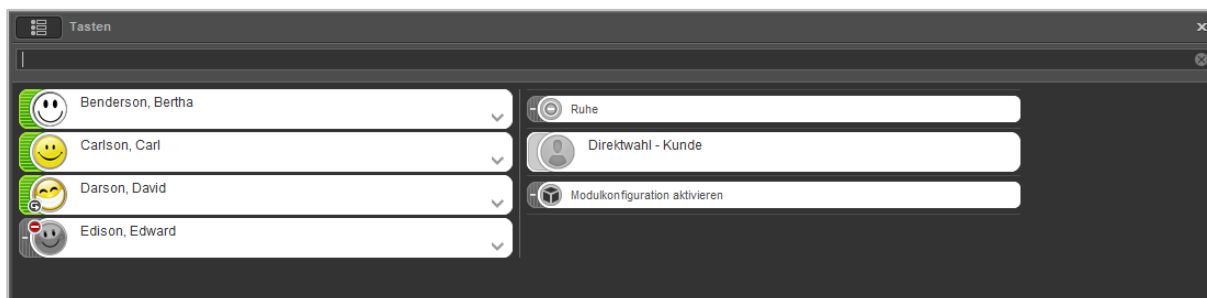 Tasten
Benderson, Bertha
Carlson, Carl
Darson, David
Edison, Edward
Ruhe
Direktwahl - Kunde
Modulkonfiguration aktivieren